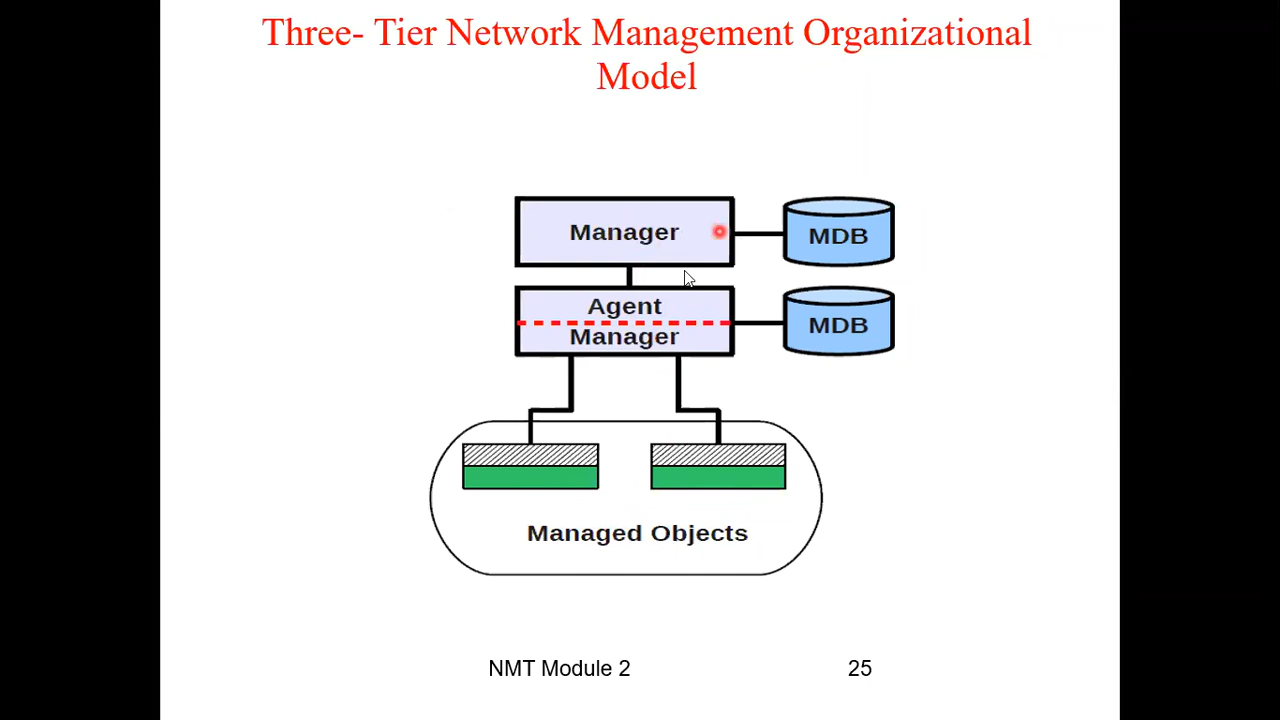 Three- Tier Network Management Organizational
Model
Manager
MDB
Agent
Manager
MDB
Managed Objects
NMT Module 2
25